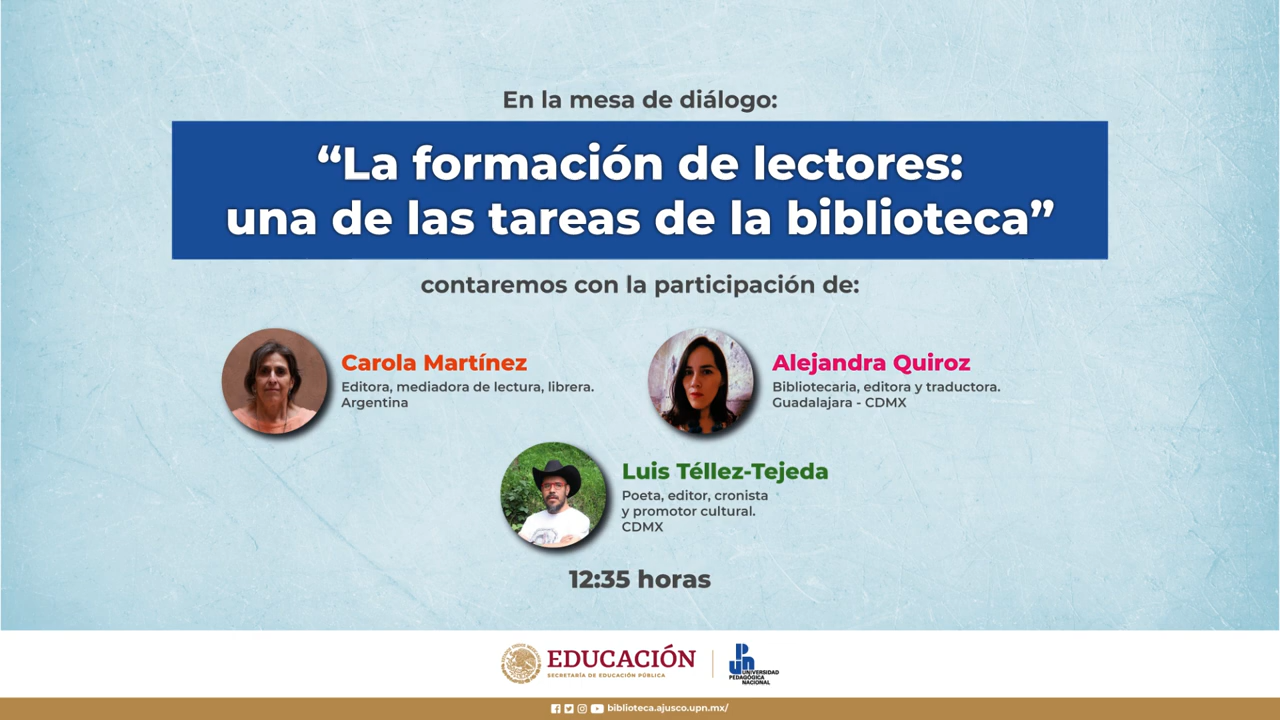 En la mesa de diálogo:
“La formación de lectores:
una de las tareas de la biblioteca”
contaremos con la participación de:
Carola Martínez
Editora, mediadora de lectura, librera.
Argentina
Alejandra Quiroz
Bibliotecaria, editora y traductora.
Guadalajara - CDMX
Luis Téllez-Tejeda
Poeta, editor, cronista
y promotor cultural.
CDMX
12:35 horas
EDUCACIÓN
SECRETARÍA DE EDUCACIÓN PÚBLICA
UNIVERSIDAD
PEDAGÓGICA
NACIONAL
biblioteca.ajusco.upn.mx/